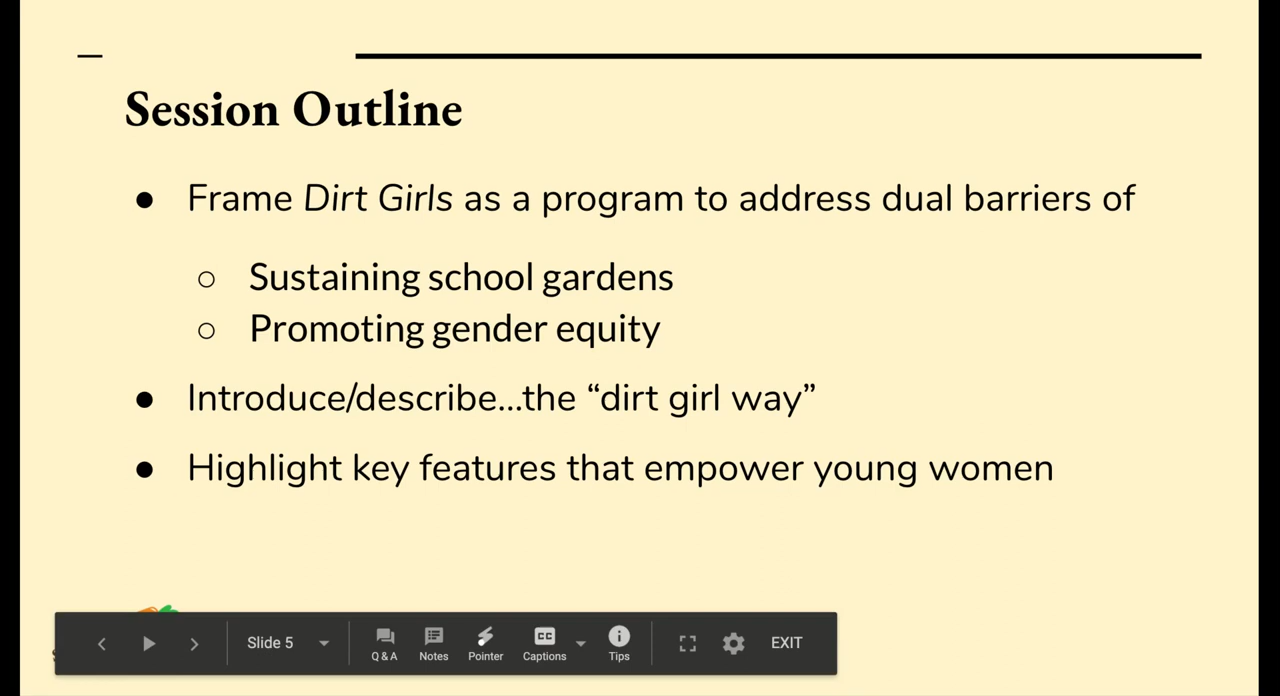 Session Outline
● Frame Dirt Girls as a program to address dual barriers of
○ Sustaining school gardens
○ Promoting gender equity
● Introduce/describe...the “dirt girl way”
● Highlight key features that empower young women
Slide 5
Q & A Notes Pointer CC Captions Tips EXIT